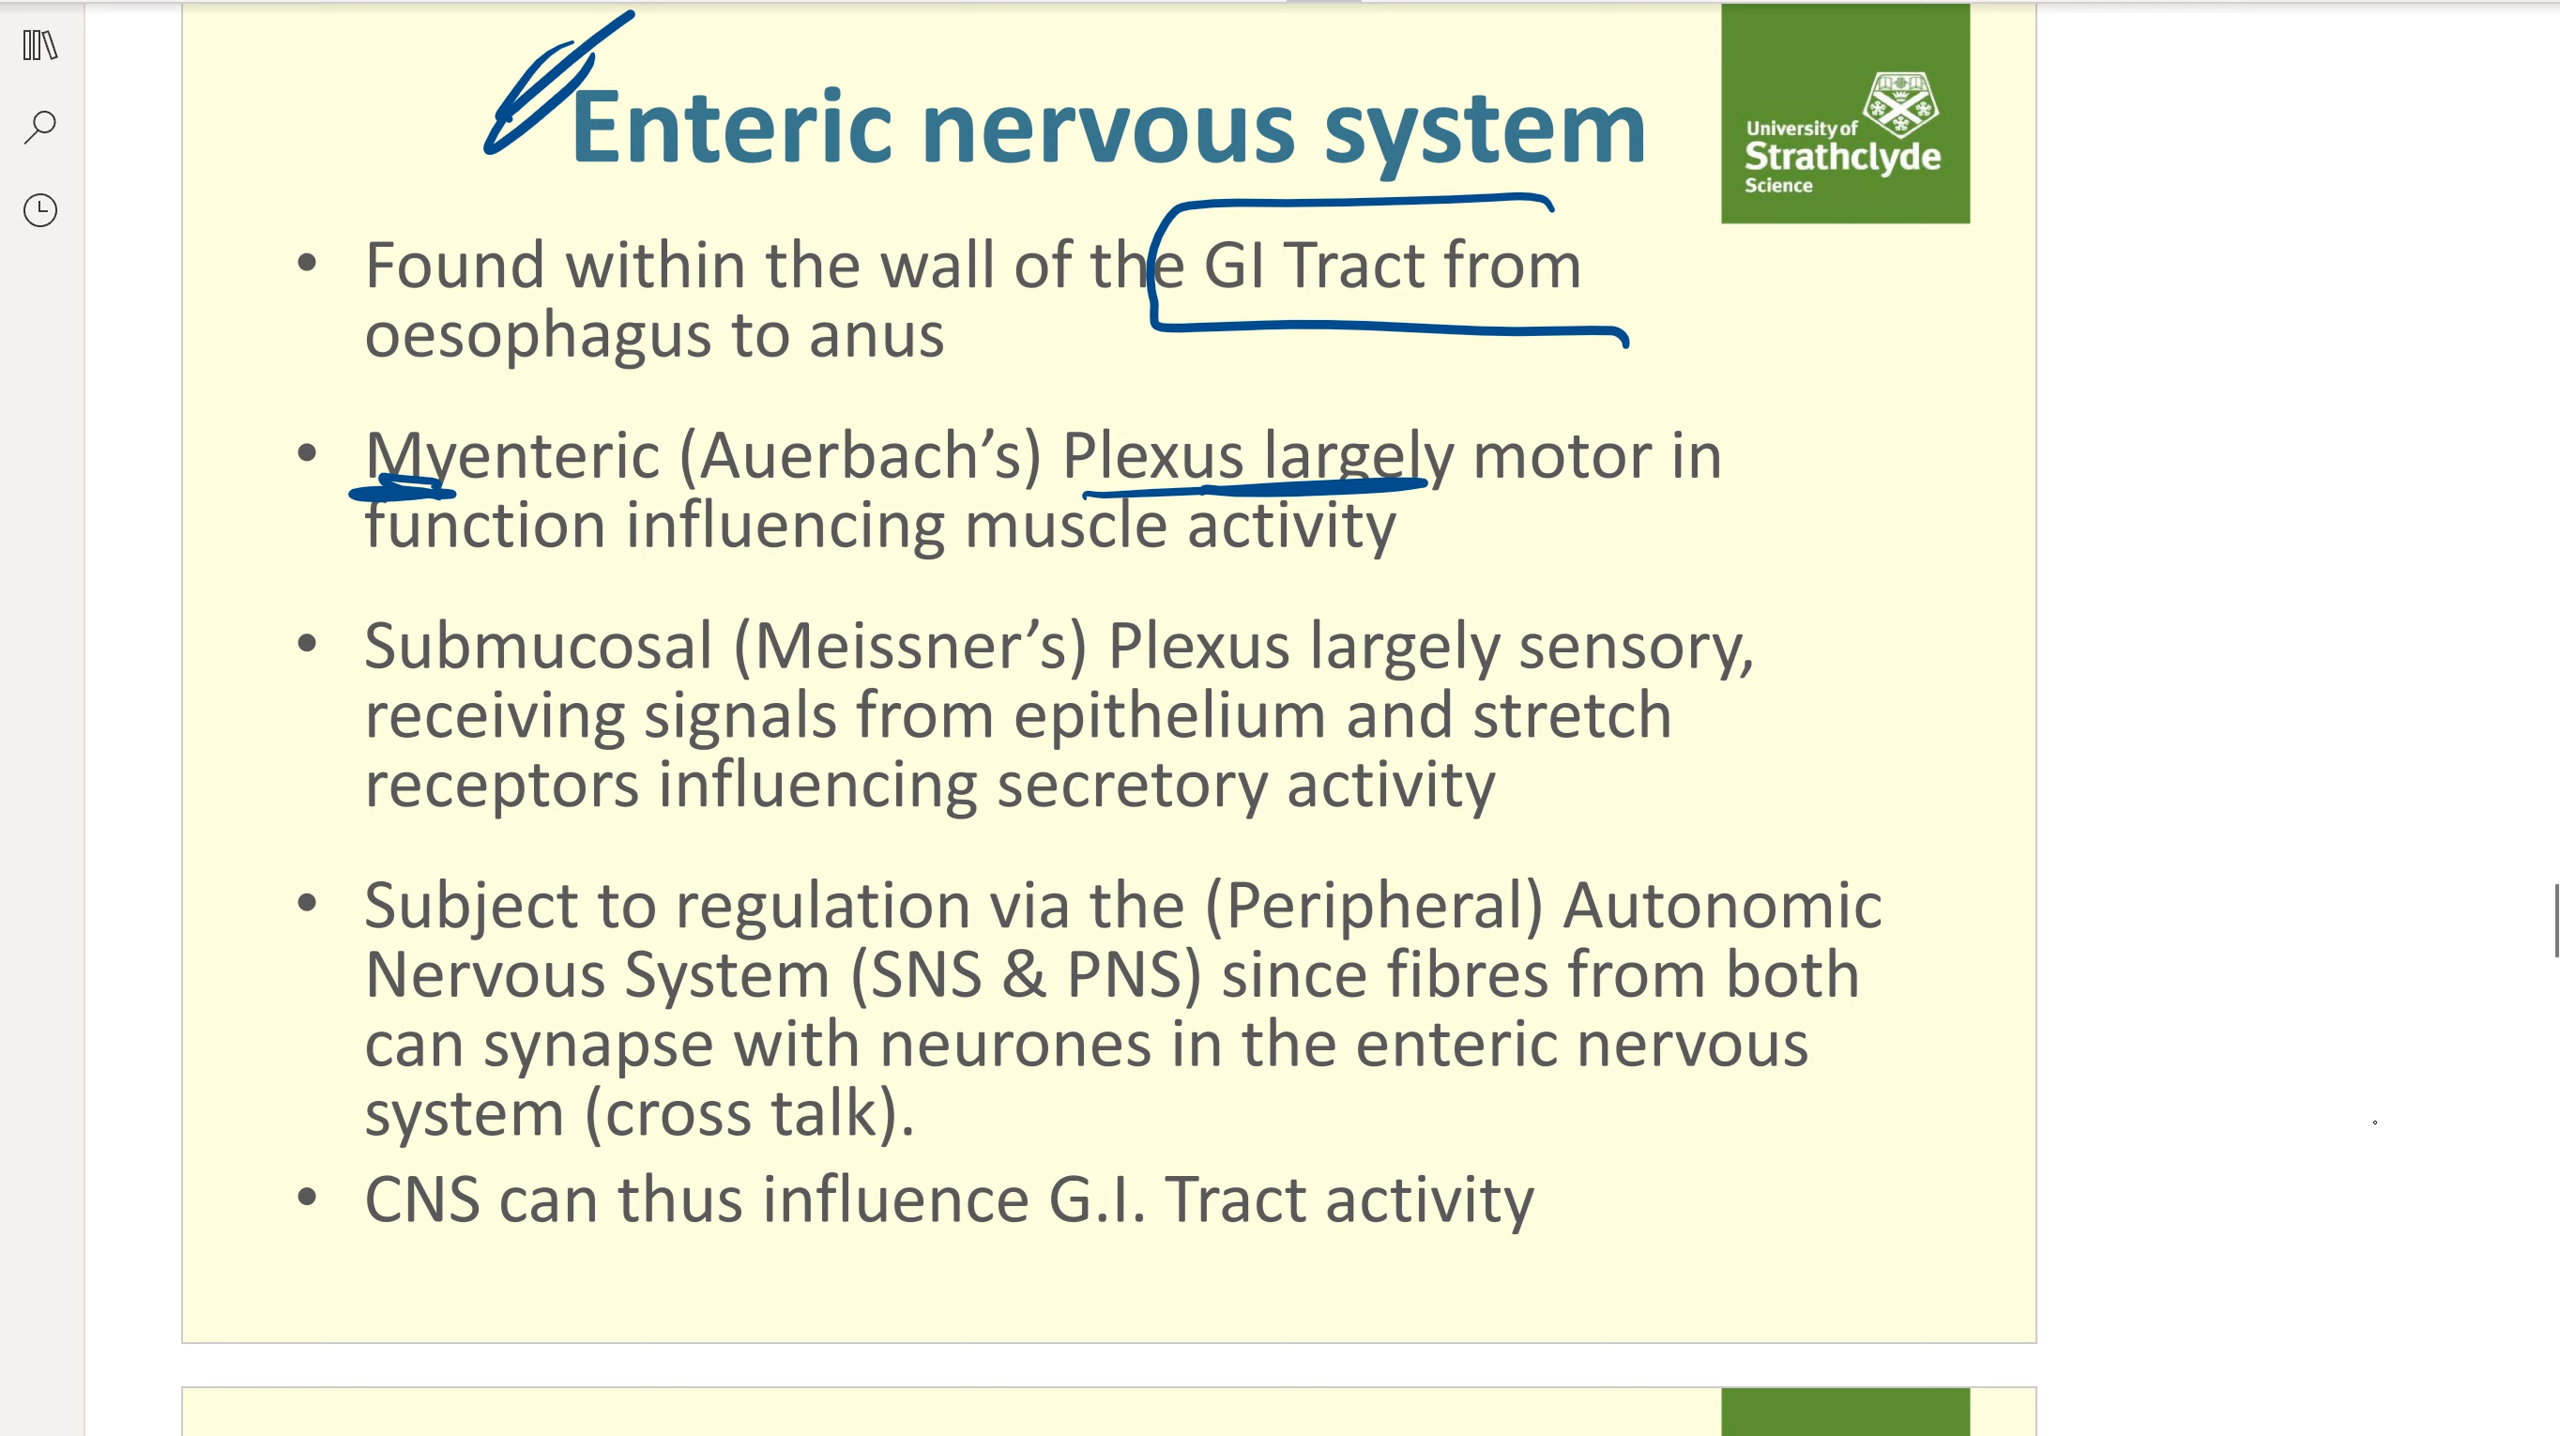 Enteric nervous system
University of
Strathclyde
Science
• Found within the wall of the GI Tract from
oesophagus to anus
• Myenteric (Auerbach’s) Plexus largely motor in
function influencing muscle activity
• Submucosal (Meissner’s) Plexus largely sensory,
receiving signals from epithelium and stretch
receptors influencing secretory activity
• Subject to regulation via the (Peripheral) Autonomic
Nervous System (SNS & PNS) since fibres from both
can synapse with neurones in the enteric nervous
system (cross talk).
• CNS can thus influence G.I. Tract activity